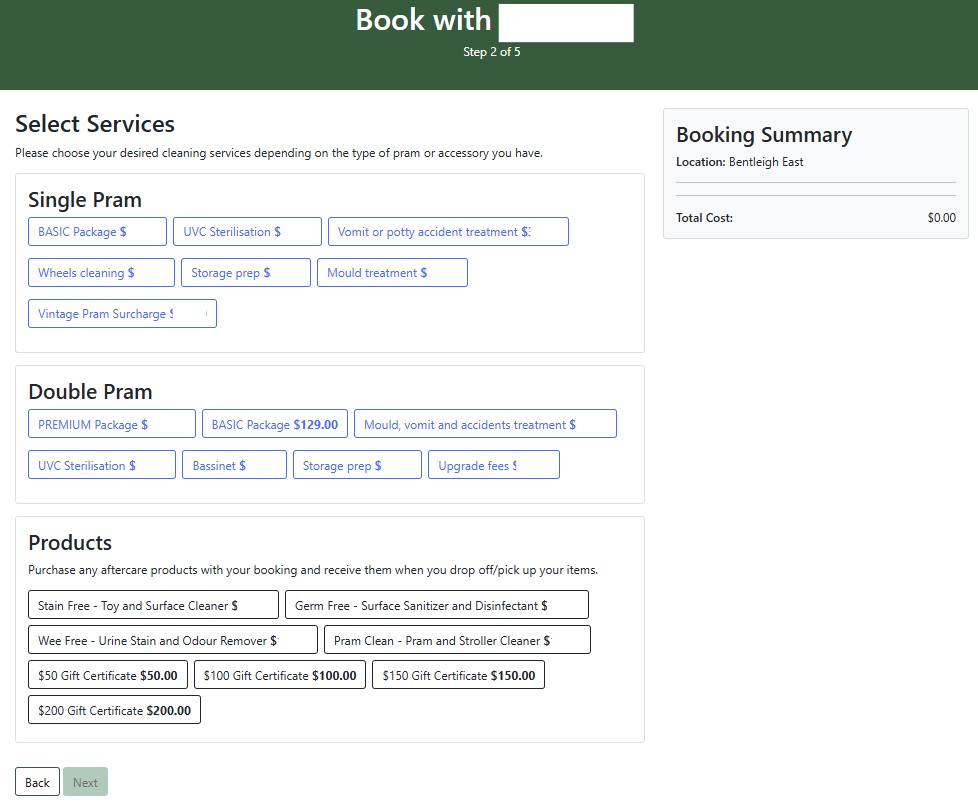 Book with
Step 2 of 5
Select Services
Please choose your desired cleaning services depending on the type of pram or accessory you have.
Single Pram
BASIC Package $
UVC Sterilisation $
Vomit or potty accident treatment $
Wheels cleaning $
Storage prep $
Mould treatment $
Vintage Pram Surcharge $
Double Pram
PREMIUM Package $
BASIC Package $129.00
Mould, vomit and accidents treatment $
UVC Sterilisation $
Bassinet $
Storage prep $
Upgrade fees $
Products
Purchase any aftercare products with your booking and receive them when you drop off/pick up your items.
Stain Free - Toy and Surface Cleaner $
Germ Free - Surface Sanitizer and Disinfectant $
Wee Free - Urine Stain and Odour Remover $
Pram Clean - Pram and Stroller Cleaner $
$50 Gift Certificate $50.00
$100 Gift Certificate $100.00
$150 Gift Certificate $150.00
$200 Gift Certificate $200.00
Back
Next
Booking Summary
Location: Bentleigh East
Total Cost: $0.00